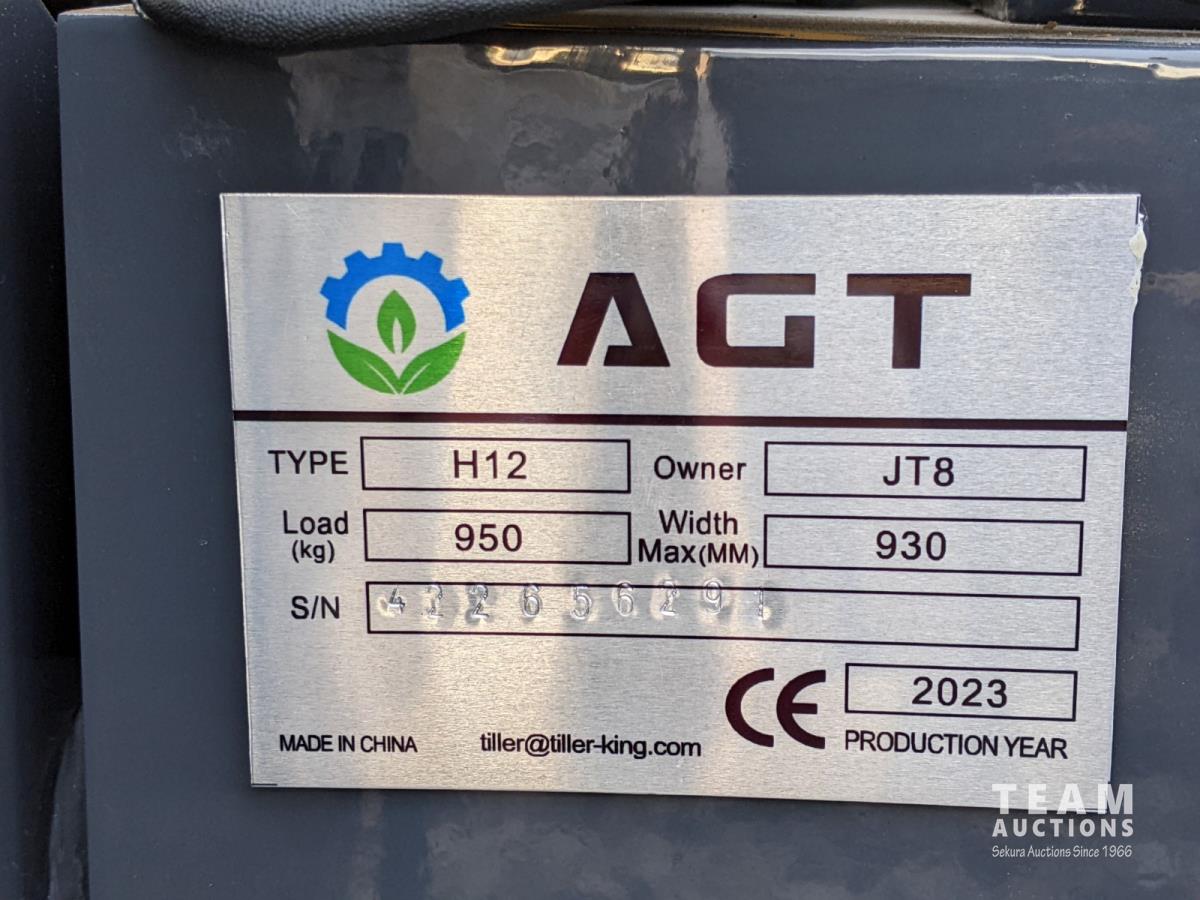 AGT
TYPE H12 Owner JT8
Load (kg) 950 Width Max(MM) 930
S/N 422656291
CE 2023
MADE IN CHINA tiller@tiller-king.com PRODUCTION YEAR
TEAM
AUCTIONS
Sekura Auctions Since 1966